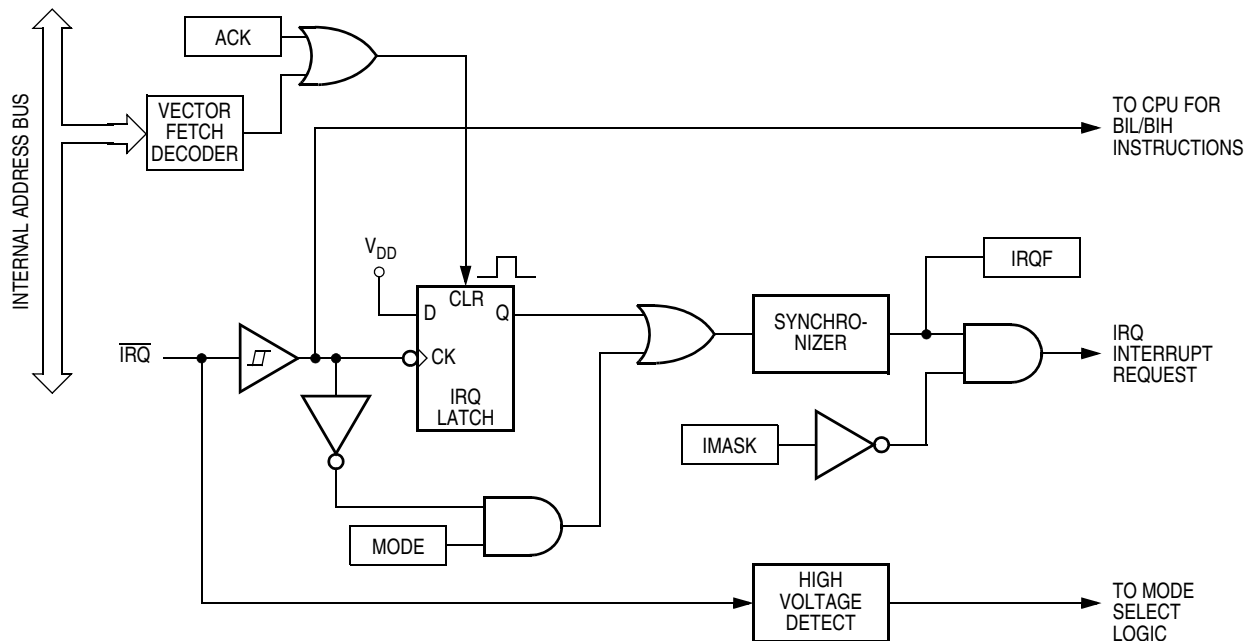 INTERNAL ADDRESS BUS
ACK
VECTOR
FETCH
DECODER
TO CPU FOR
BIL/BIH
INSTRUCTIONS
VDD
CLR
D
Q
CK
IRQ
LATCH
IRQ
SYNCHRO-
NIZER
IRQF
IRQ
INTERRUPT
REQUEST
IMASK
MODE
HIGH
VOLTAGE
DETECT
TO MODE
SELECT
LOGIC